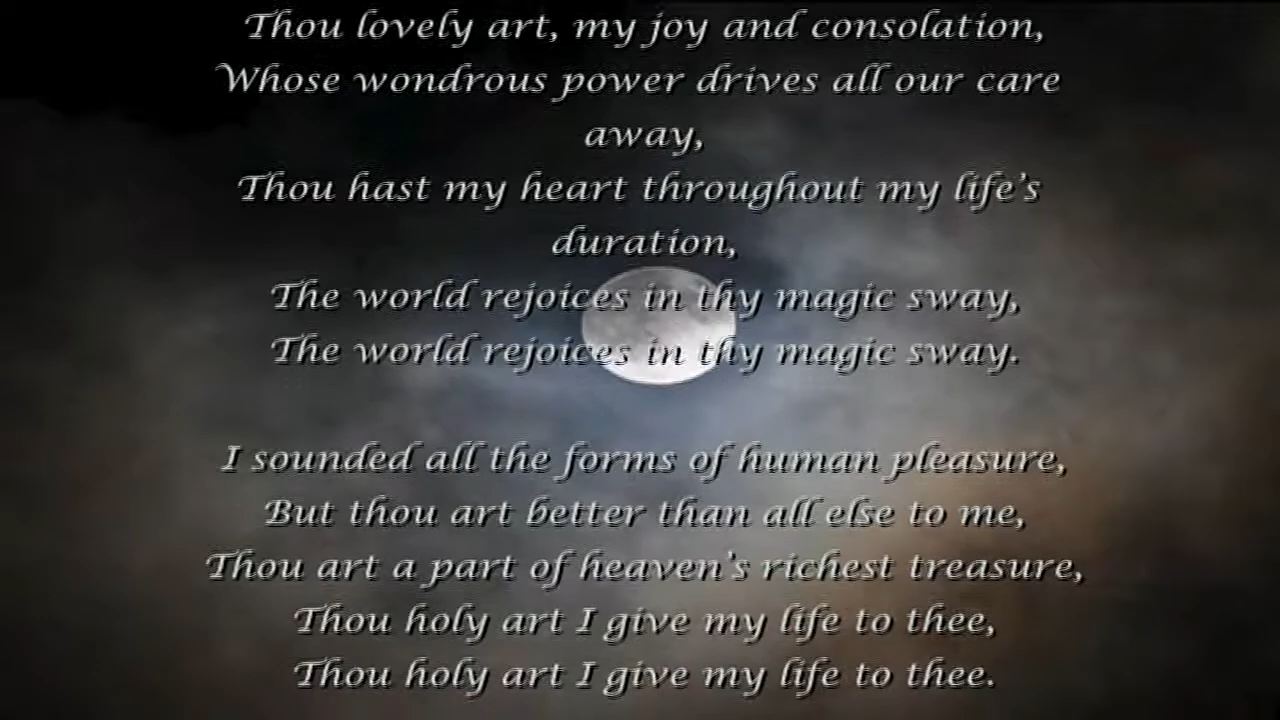 Thou lovely art, my joy and consolation,
Whose wondrous power drives all our care
away,
Thou hast my heart throughout my life's
duration,
The world rejoices in thy magic sway,
The world rejoices in thy magic sway.
I sounded all the forms of human pleasure,
But thou art better than all else to me,
Thou art a part of heaven's richest treasure,
Thou holy art I give my life to thee,
Thou holy art I give my life to thee.